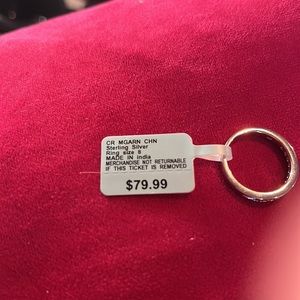 CR MGARN CHN
Sterling Silver
Ring size 8
MADE IN India
MERCHANDISE NOT RETURNABLE
IF THIS TICKET IS REMOVED
$79.99